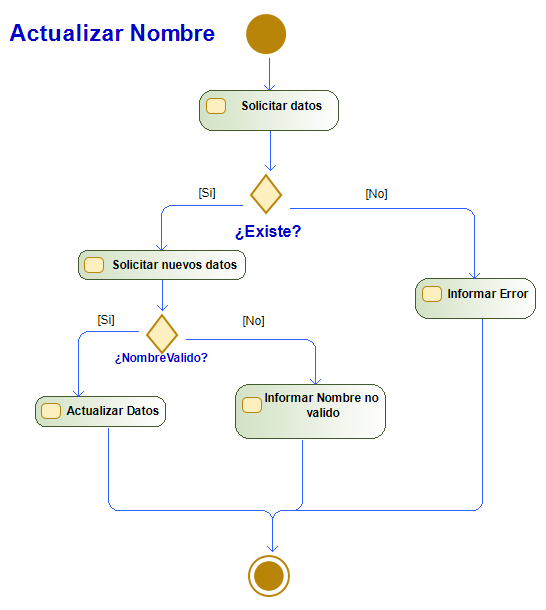 Actualizar Nombre
Solicitar datos
[Si]
[No]
¿Existe?
Solicitar nuevos datos
Informar Error
[Si]
[No]
¿NombreValido?
Actualizar Datos
Informar Nombre no
valido